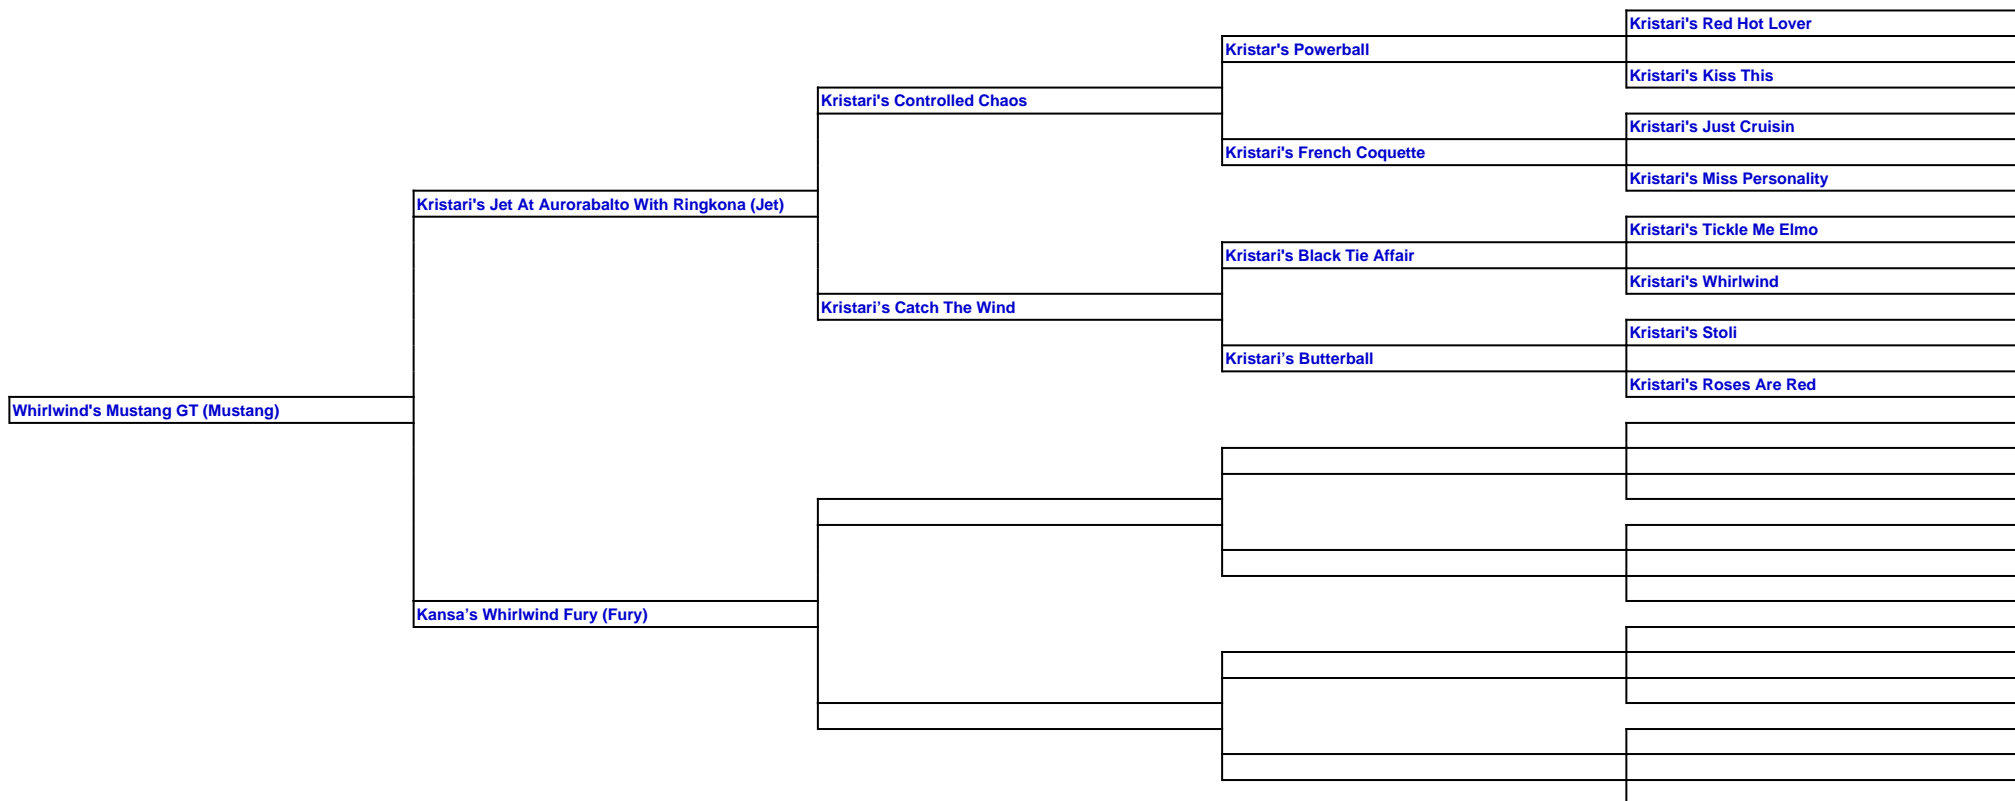 Kristari's Red Hot Lover
Kristar's Powerball
Kristari's Kiss This
Kristari's Controlled Chaos
Kristari's Just Cruisin
Kristari's French Coquette
Kristari's Miss Personality
Kristari's Jet At Aurorabalto With Ringkona (Jet)
Kristari's Tickle Me Elmo
Kristari's Black Tie Affair
Kristari's Whirlwind
Kristari’s Catch The Wind
Kristari's Stoli
Kristari’s Butterball
Kristari's Roses Are Red
Whirlwind's Mustang GT (Mustang)
Kansa’s Whirlwind Fury (Fury)